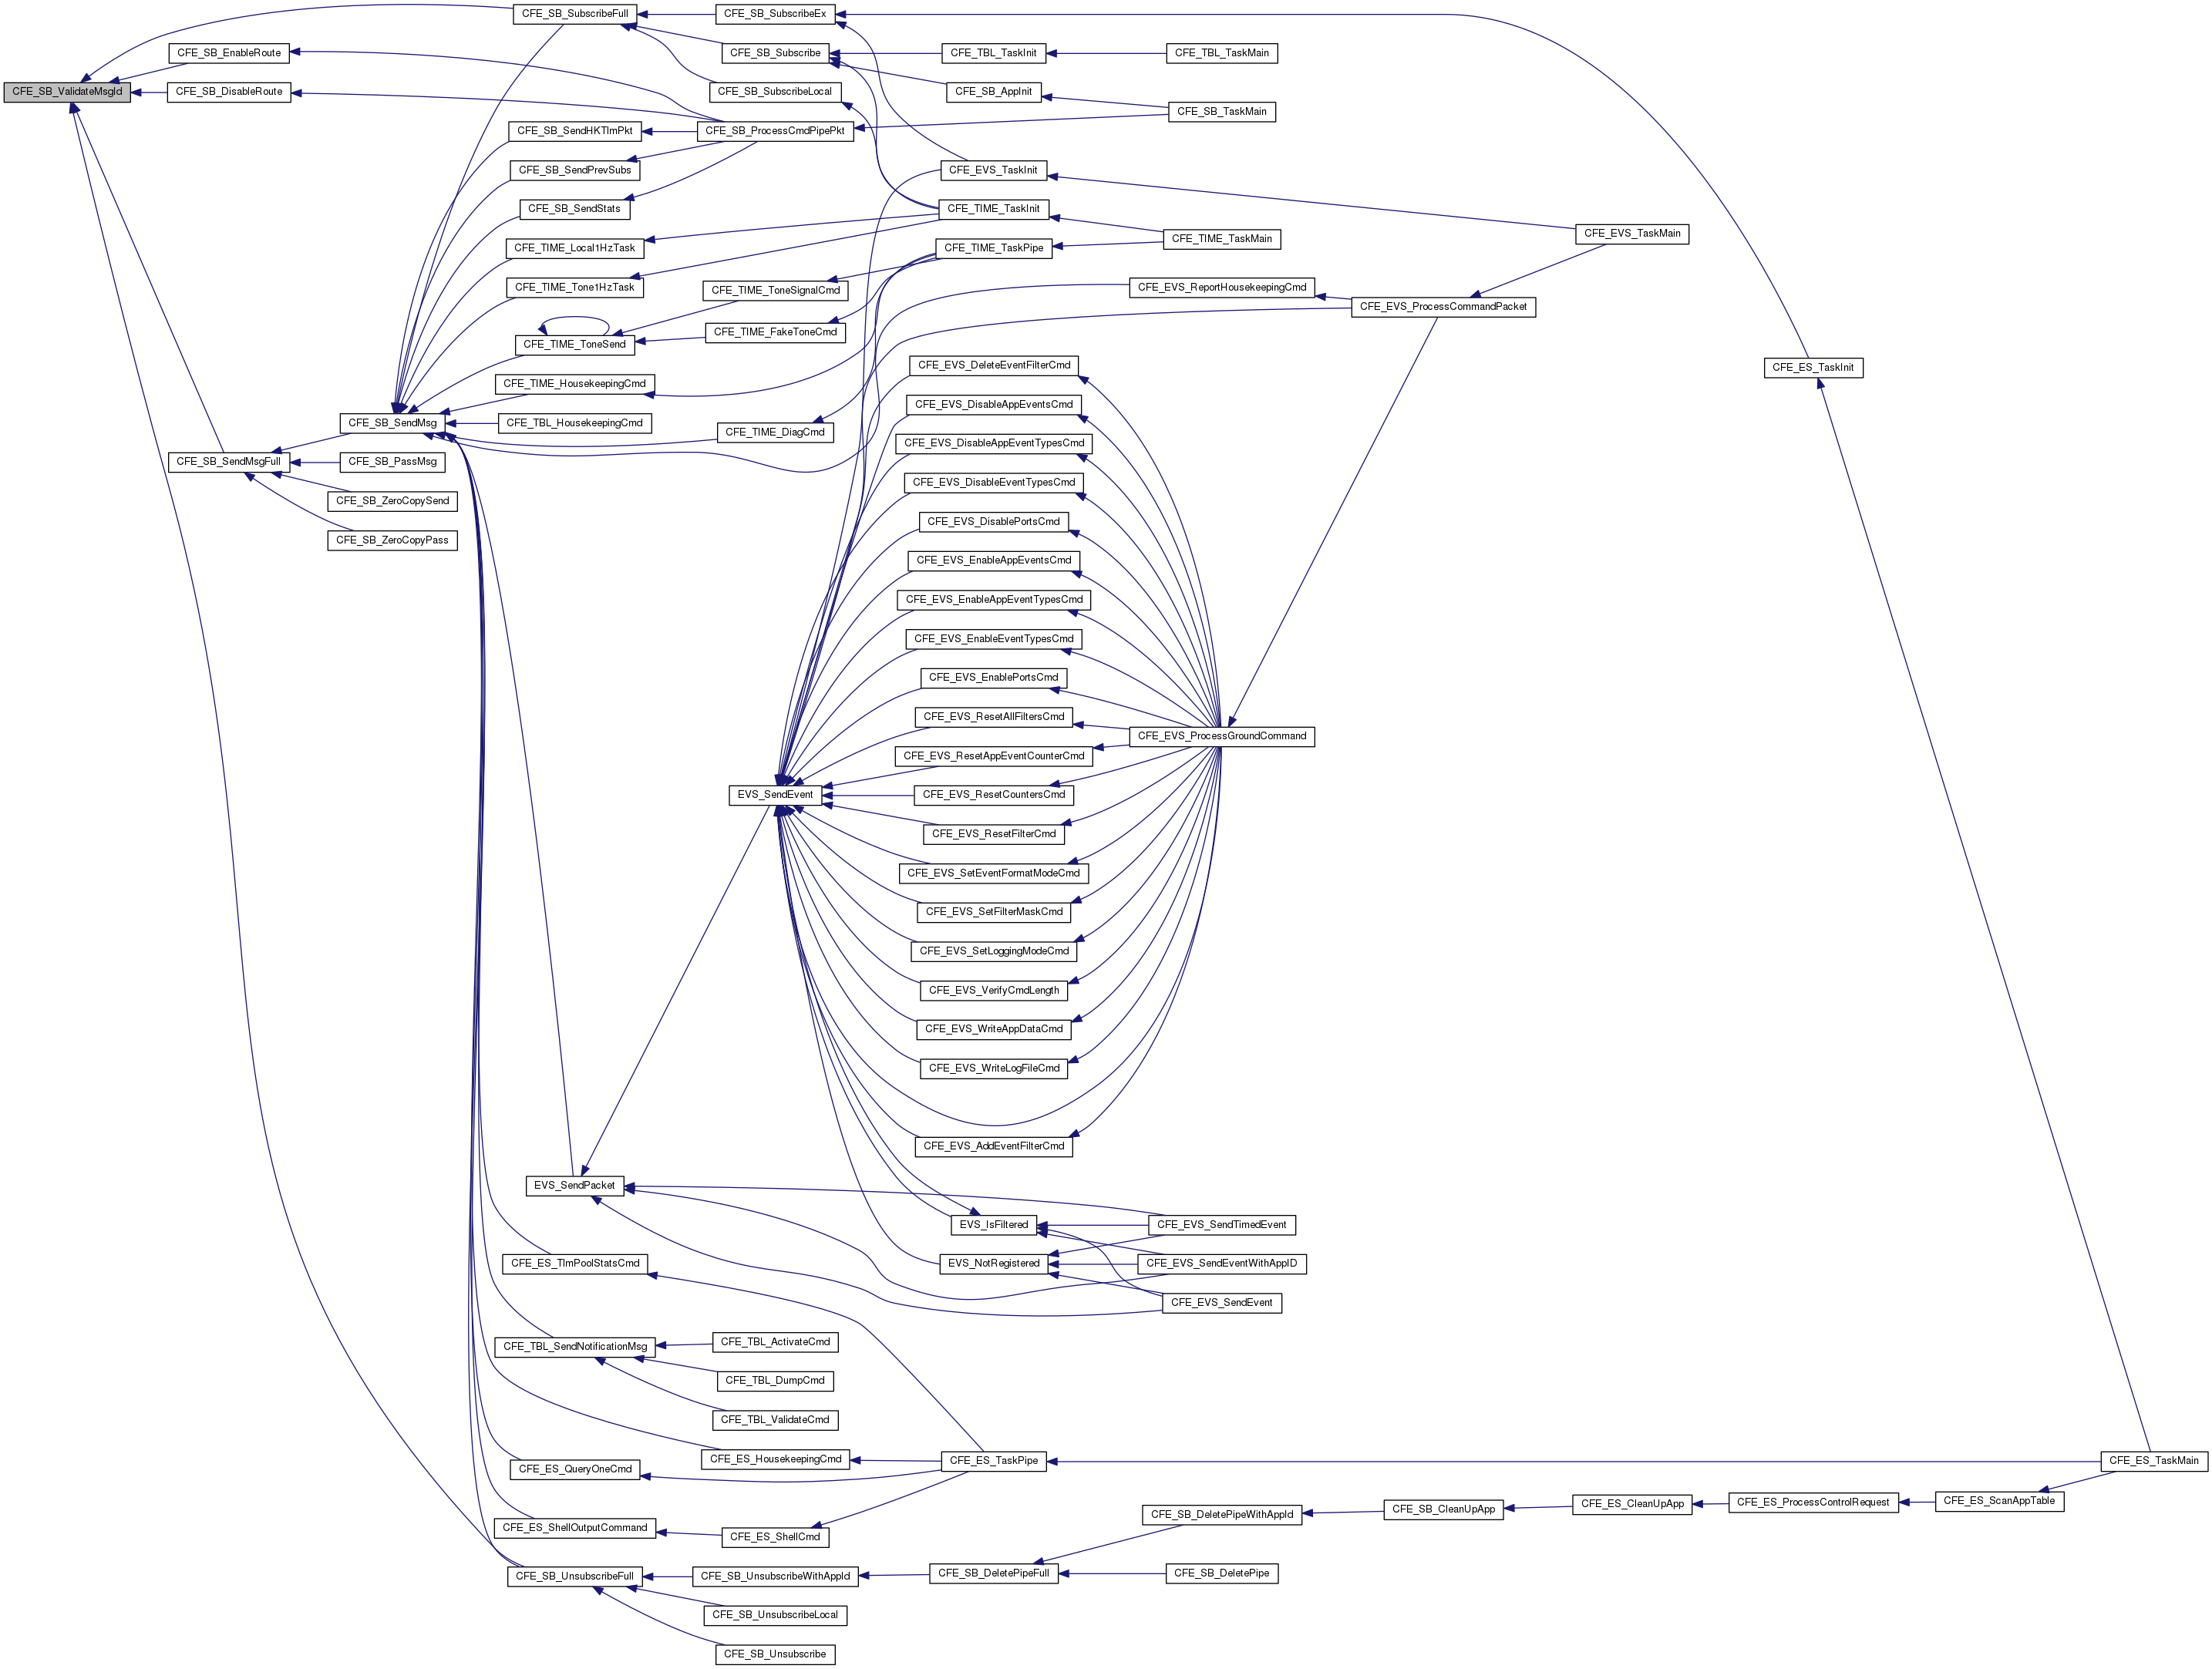 CFE_SB_ValidateMsgId
CFE_SB_EnableRoute
CFE_SB_DisableRoute
CFE_SB_SendMsgFull
CFE_SB_SendMsg
CFE_SB_PassMsg
CFE_SB_ZeroCopySend
CFE_SB_ZeroCopyPass
CFE_SB_SubscribeFull
CFE_SB_SendHKTlmPkt
CFE_SB_SendPrevSubs
CFE_SB_SendStats
CFE_TIME_Local1HzTask
CFE_TIME_Tone1HzTask
CFE_TIME_ToneSend
CFE_TIME_HousekeepingCmd
CFE_TBL_HousekeepingCmd
EVS_SendPacket
CFE_ES_TlmPoolStatsCmd
CFE_TBL_SendNotificationMsg
CFE_ES_QueryOneCmd
CFE_ES_ShellOutputCommand
CFE_SB_UnsubscribeFull
CFE_SB_SubscribeEx
CFE_SB_Subscribe
CFE_SB_SubscribeLocal
CFE_SB_ProcessCmdPipePkt
CFE_TIME_ToneSignalCmd
CFE_TIME_FakeToneCmd
CFE_TIME_DiagCmd
EVS_SendEvent
CFE_TBL_ActivateCmd
CFE_TBL_DumpCmd
CFE_TBL_ValidateCmd
CFE_ES_HousekeepingCmd
CFE_ES_ShellCmd
CFE_SB_UnsubscribeWithAppId
CFE_SB_UnsubscribeLocal
CFE_SB_Unsubscribe
CFE_TBL_TaskInit
CFE_SB_AppInit
CFE_EVS_TaskInit
CFE_TIME_TaskInit
CFE_TIME_TaskPipe
CFE_EVS_DeleteEventFilterCmd
CFE_EVS_DisableAppEventsCmd
CFE_EVS_DisableAppEventTypesCmd
CFE_EVS_DisableEventTypesCmd
CFE_EVS_DisablePortsCmd
CFE_EVS_EnableAppEventsCmd
CFE_EVS_EnableAppEventTypesCmd
CFE_EVS_EnableEventTypesCmd
CFE_EVS_EnablePortsCmd
CFE_EVS_ResetAllFiltersCmd
CFE_EVS_ResetAppEventCounterCmd
CFE_EVS_ResetCountersCmd
CFE_EVS_ResetFilterCmd
CFE_EVS_SetEventFormatModeCmd
CFE_EVS_SetFilterMaskCmd
CFE_EVS_SetLoggingModeCmd
CFE_EVS_VerifyCmdLength
CFE_EVS_WriteAppDataCmd
CFE_EVS_WriteLogFileCmd
CFE_EVS_AddEventFilterCmd
EVS_IsFiltered
EVS_NotRegistered
CFE_ES_TaskPipe
CFE_SB_DeletePipeFull
CFE_TBL_TaskMain
CFE_SB_TaskMain
CFE_TIME_TaskMain
CFE_EVS_ReportHousekeepingCmd
CFE_EVS_ProcessGroundCommand
CFE_EVS_SendTimedEvent
CFE_EVS_SendEventWithAppID
CFE_EVS_SendEvent
CFE_SB_DeletePipeWithAppId
CFE_SB_DeletePipe
CFE_EVS_ProcessCommandPacket
CFE_SB_CleanUpApp
CFE_EVS_TaskMain
CFE_ES_CleanUpApp
CFE_ES_TaskInit
CFE_ES_ProcessControlRequest
CFE_ES_ScanAppTable
CFE_ES_TaskMain